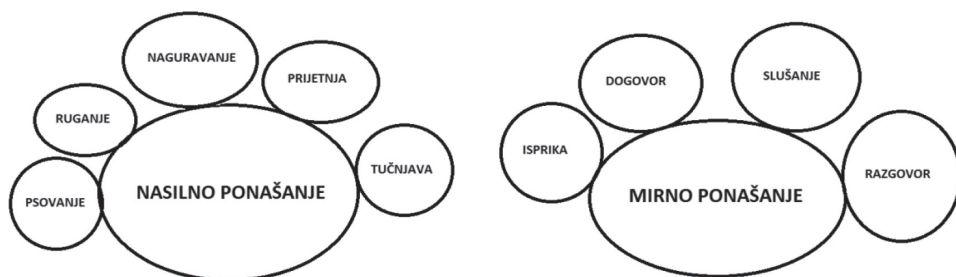 NAGURAVANJE
PRIJETNJA
RUGANJE
TUČNJAVA
PSOVANJE
NASILNO PONAŠANJE
DOGOVOR
SLUŠANJE
ISPRIKA
RAZGOVOR
MIRNO PONAŠANJE